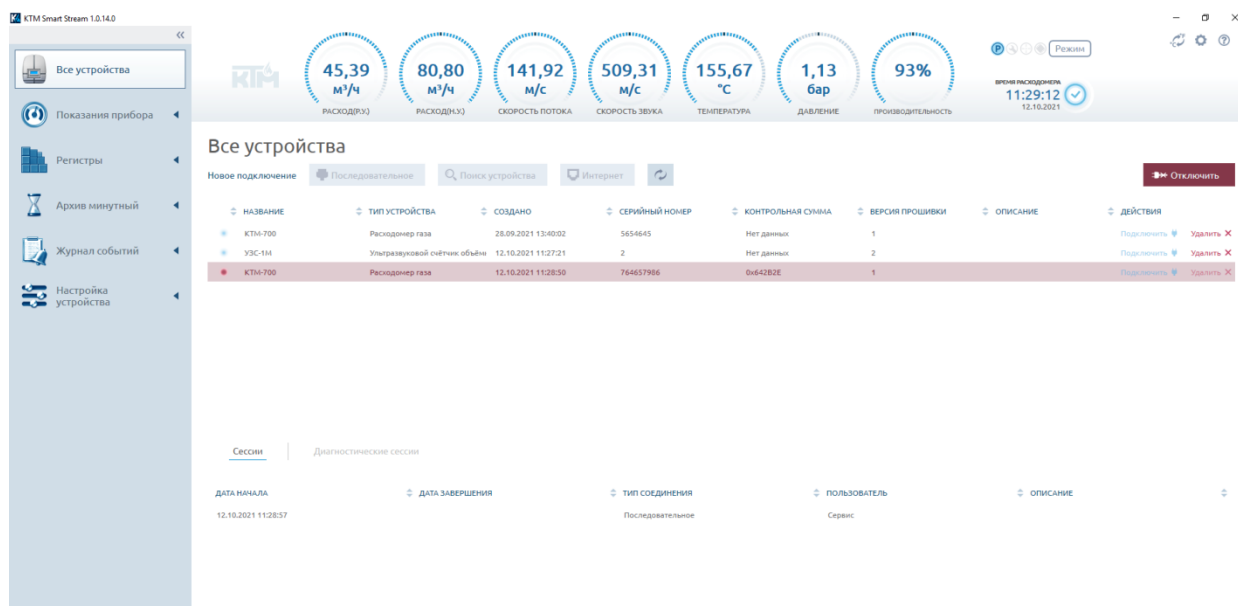 KTM Smart Stream 1.0.14.0
Все устройства
Показания прибора
Регистры
Архив минутный
Журнал событий
Настройка
устройства
КТМ
45,39
м³/ч
РАСХОД(Р.У.)
80,80
м³/ч
РАСХОД(Н.У.)
141,92
м/с
СКОРОСТЬ ПОТОКА
509,31
м/с
СКОРОСТЬ ЗВУКА
155,67
°C
ТЕМПЕРАТУРА
1,13
бар
ДАВЛЕНИЕ
93%
ПРОИЗВОДИТЕЛЬНОСТЬ
P Режим
ВРЕМЯ РАСХОДОМЕРА
11:29:12
12.10.2021
Все устройства
Новое подключение Последовательное Поиск устройства Интернет Отключить
НАЗВАНИЕ ТИП УСТРОЙСТВА СОЗДАНО СЕРИЙНЫЙ НОМЕР КОНТРОЛЬНАЯ СУММА ВЕРСИЯ ПРОШИВКИ ОПИСАНИЕ ДЕЙСТВИЯ
КТМ-700 Расходомер газа 28.09.2021 13:40:02 5654645 Нет данных 1 Подключить Удалить
УЗС-1М Ультразвуковой счётчик объём 12.10.2021 11:27:21 2 Нет данных 2 Подключить Удалить
КТМ-700 Расходомер газа 12.10.2021 11:28:50 764657986 0x642B2E 1 Подключить Удалить
Сессии Диагностические сессии
ДАТА НАЧАЛА ДАТА ЗАВЕРШЕНИЯ ТИП СОЕДИНЕНИЯ ПОЛЬЗОВАТЕЛЬ ОПИСАНИЕ
12.10.2021 11:28:57 Последовательное Сервис